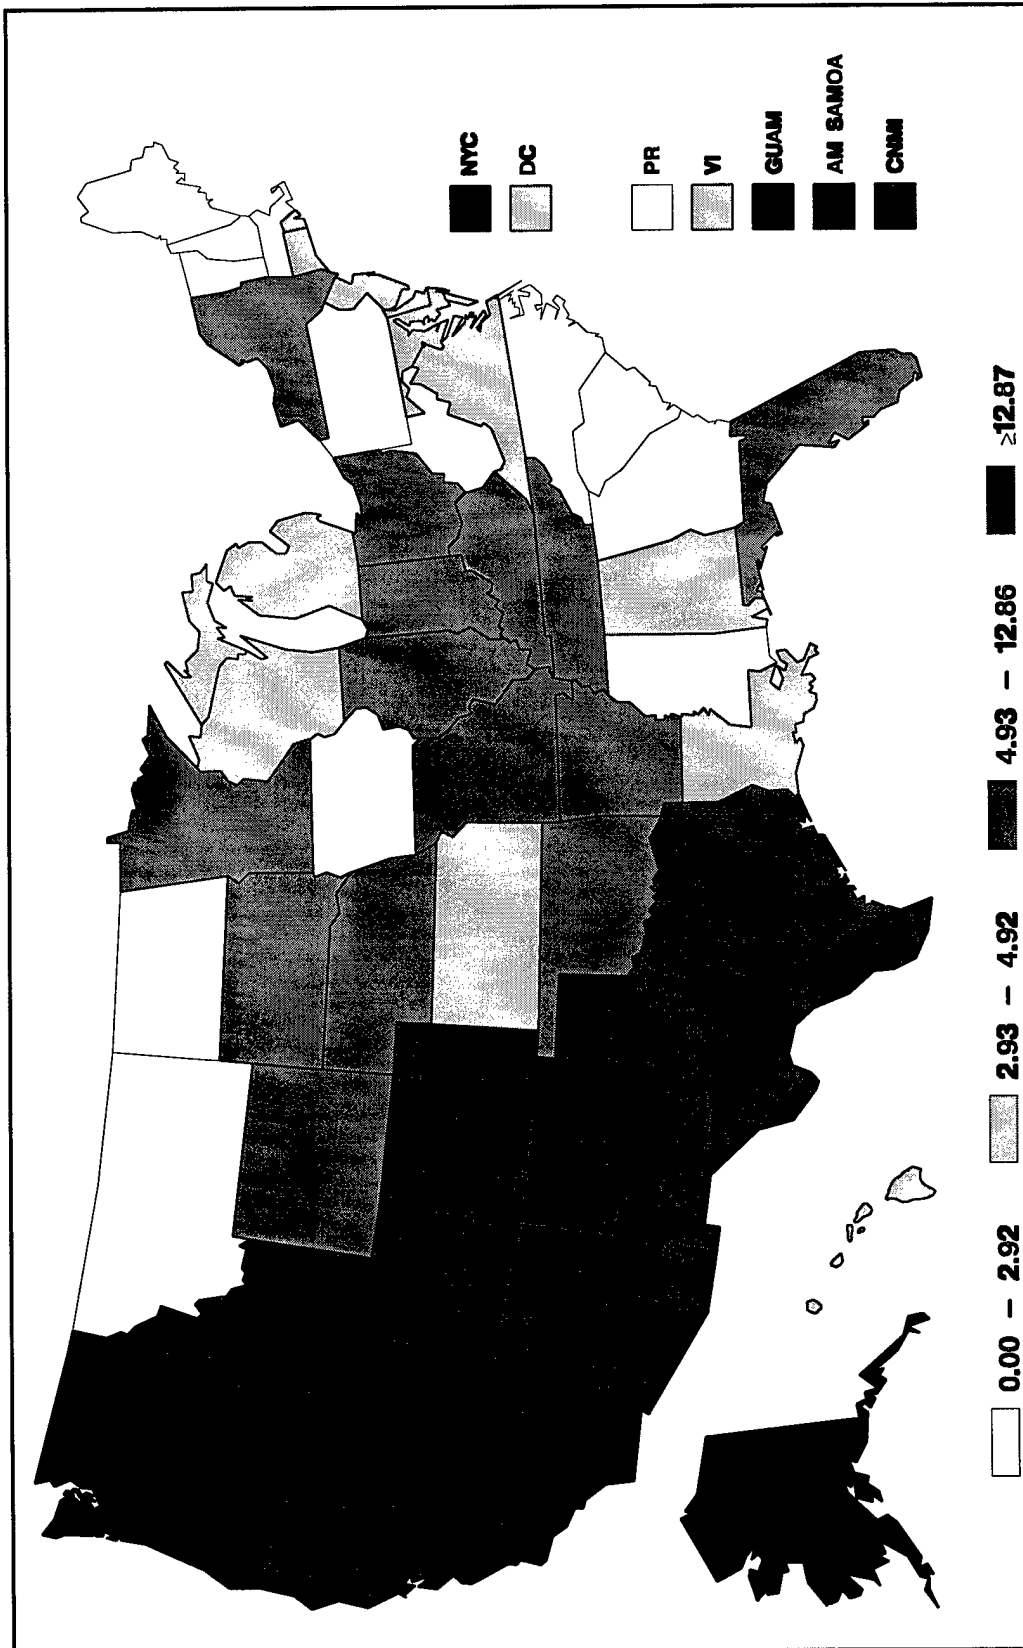 NYC
DC
PR
VI
GUAM
AM SAMOA
CNMI
0.00 – 2.92
2.93 – 4.92
4.93 – 12.86
≥12.87